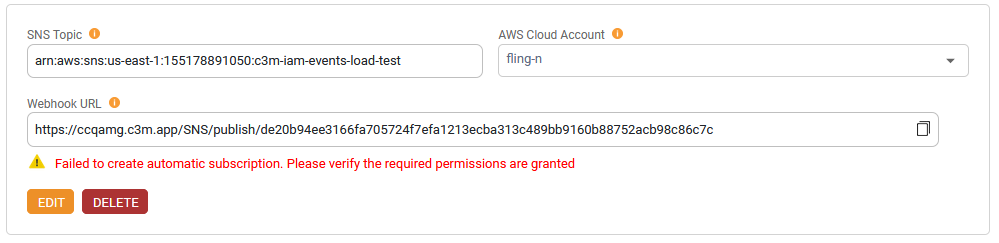 SNS Topic
AWS Cloud Account
arn:aws:sns:us-east-1:155178891050:c3m-iam-events-load-test
fling-n
Webhook URL
https://ccqamg.c3m.app/SNS/publish/de20b94ee3166fa705724f7efa1213ecba313c489bb9160b88752acb98c86c7c
Failed to create automatic subscription. Please verify the required permissions are granted
EDIT
DELETE